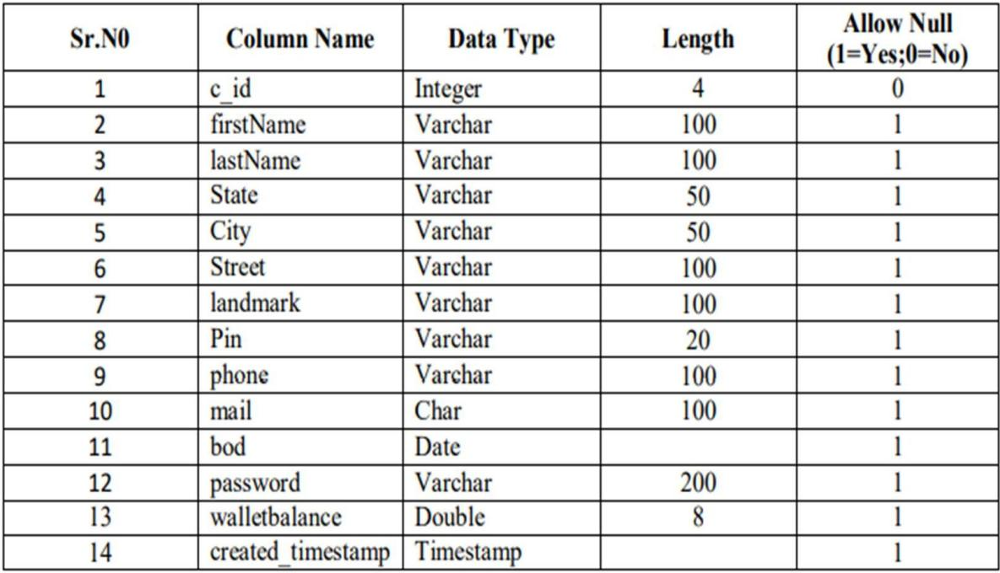 Sr.N0 Column Name Data Type Length Allow Null (1=Yes;0=No)
1 c_id Integer 4 0
2 firstName Varchar 100 1
3 lastName Varchar 100 1
4 State Varchar 50 1
5 City Varchar 50 1
6 Street Varchar 100 1
7 landmark Varchar 100 1
8 Pin Varchar 20 1
9 phone Varchar 100 1
10 mail Char 100 1
11 bod Date 1
12 password Varchar 200 1
13 walletbalance Double 8 1
14 created_timestamp Timestamp 1